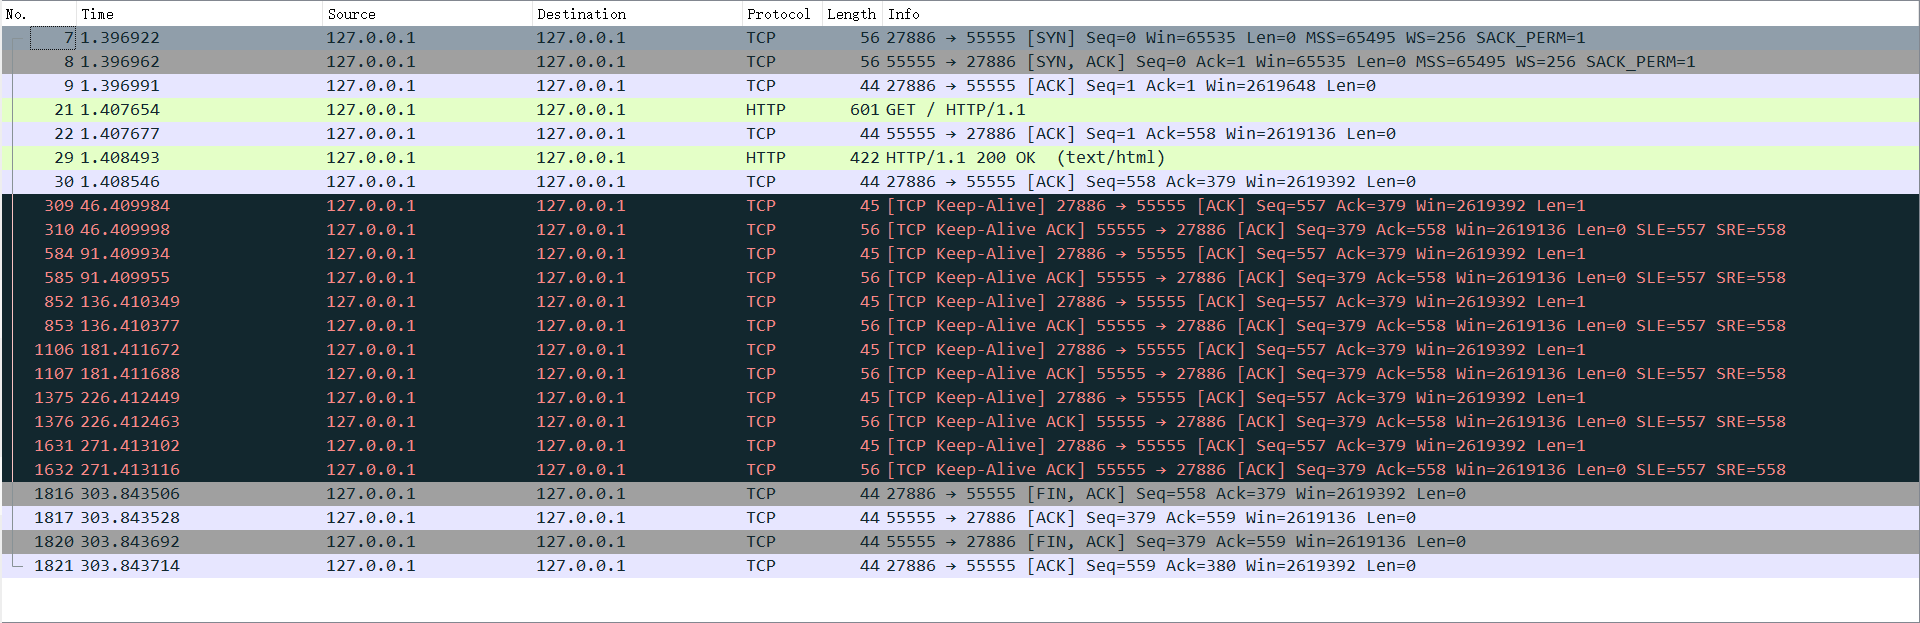 No. Time Source Destination Protocol Length Info
7 1.396922 127.0.0.1 127.0.0.1 TCP 56 27886 → 55555 [SYN] Seq=0 Win=65535 Len=0 MSS=65495 WS=256 SACK_PERM=1
8 1.396962 127.0.0.1 127.0.0.1 TCP 56 55555 → 27886 [SYN, ACK] Seq=0 Ack=1 Win=65535 Len=0 MSS=65495 WS=256 SACK_PERM=1
9 1.396991 127.0.0.1 127.0.0.1 TCP 44 27886 → 55555 [ACK] Seq=1 Ack=1 Win=2619648 Len=0
21 1.407654 127.0.0.1 127.0.0.1 HTTP 601 GET / HTTP/1.1
22 1.407677 127.0.0.1 127.0.0.1 TCP 44 55555 → 27886 [ACK] Seq=1 Ack=558 Win=2619136 Len=0
29 1.408493 127.0.0.1 127.0.0.1 HTTP 422 HTTP/1.1 200 OK (text/html)
30 1.408546 127.0.0.1 127.0.0.1 TCP 44 27886 → 55555 [ACK] Seq=558 Ack=379 Win=2619392 Len=0
309 46.409984 127.0.0.1 127.0.0.1 TCP 45 [TCP Keep-Alive] 27886 → 55555 [ACK] Seq=557 Ack=379 Win=2619392 Len=1
310 46.409998 127.0.0.1 127.0.0.1 TCP 56 [TCP Keep-Alive ACK] 55555 → 27886 [ACK] Seq=379 Ack=558 Win=2619136 Len=0 SLE=557 SRE=558
584 91.409934 127.0.0.1 127.0.0.1 TCP 45 [TCP Keep-Alive] 27886 → 55555 [ACK] Seq=557 Ack=379 Win=2619392 Len=1
585 91.409955 127.0.0.1 127.0.0.1 TCP 56 [TCP Keep-Alive ACK] 55555 → 27886 [ACK] Seq=379 Ack=558 Win=2619136 Len=0 SLE=557 SRE=558
852 136.410349 127.0.0.1 127.0.0.1 TCP 45 [TCP Keep-Alive] 27886 → 55555 [ACK] Seq=557 Ack=379 Win=2619392 Len=1
853 136.410377 127.0.0.1 127.0.0.1 TCP 56 [TCP Keep-Alive ACK] 55555 → 27886 [ACK] Seq=379 Ack=558 Win=2619136 Len=0 SLE=557 SRE=558
1106 181.411672 127.0.0.1 127.0.0.1 TCP 45 [TCP Keep-Alive] 27886 → 55555 [ACK] Seq=557 Ack=379 Win=2619392 Len=1
1107 181.411688 127.0.0.1 127.0.0.1 TCP 56 [TCP Keep-Alive ACK] 55555 → 27886 [ACK] Seq=379 Ack=558 Win=2619136 Len=0 SLE=557 SRE=558
1375 226.412449 127.0.0.1 127.0.0.1 TCP 45 [TCP Keep-Alive] 27886 → 55555 [ACK] Seq=557 Ack=379 Win=2619392 Len=1
1376 226.412463 127.0.0.1 127.0.0.1 TCP 56 [TCP Keep-Alive ACK] 55555 → 27886 [ACK] Seq=379 Ack=558 Win=2619136 Len=0 SLE=557 SRE=558
1631 271.413102 127.0.0.1 127.0.0.1 TCP 45 [TCP Keep-Alive] 27886 → 55555 [ACK] Seq=557 Ack=379 Win=2619392 Len=1
1632 271.413116 127.0.0.1 127.0.0.1 TCP 56 [TCP Keep-Alive ACK] 55555 → 27886 [ACK] Seq=379 Ack=558 Win=2619136 Len=0 SLE=557 SRE=558
1816 303.843506 127.0.0.1 127.0.0.1 TCP 44 27886 → 55555 [FIN, ACK] Seq=558 Ack=379 Win=2619392 Len=0
1817 303.843528 127.0.0.1 127.0.0.1 TCP 44 55555 → 27886 [ACK] Seq=379 Ack=559 Win=2619136 Len=0
1820 303.843692 127.0.0.1 127.0.0.1 TCP 44 55555 → 27886 [FIN, ACK] Seq=379 Ack=559 Win=2619136 Len=0
1821 303.843714 127.0.0.1 127.0.0.1 TCP 44 27886 → 55555 [ACK] Seq=559 Ack=380 Win=2619392 Len=0